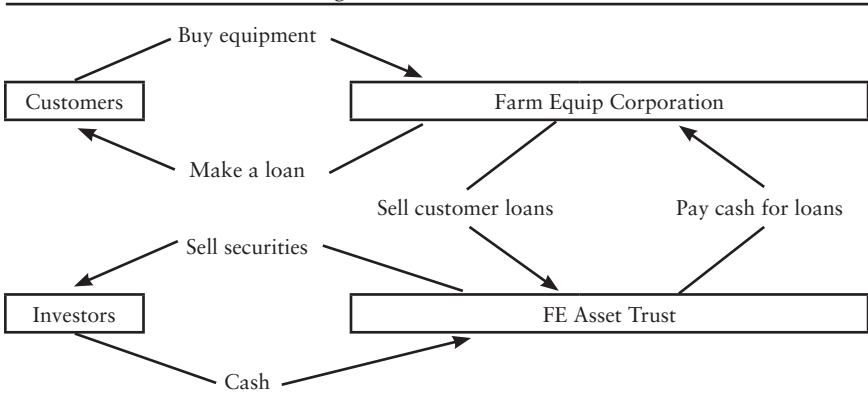 Buy equipment
Customers
Farm Equip Corporation
Make a loan
Sell customer loans
Pay cash for loans
Sell securities
Investors
FE Asset Trust
Cash